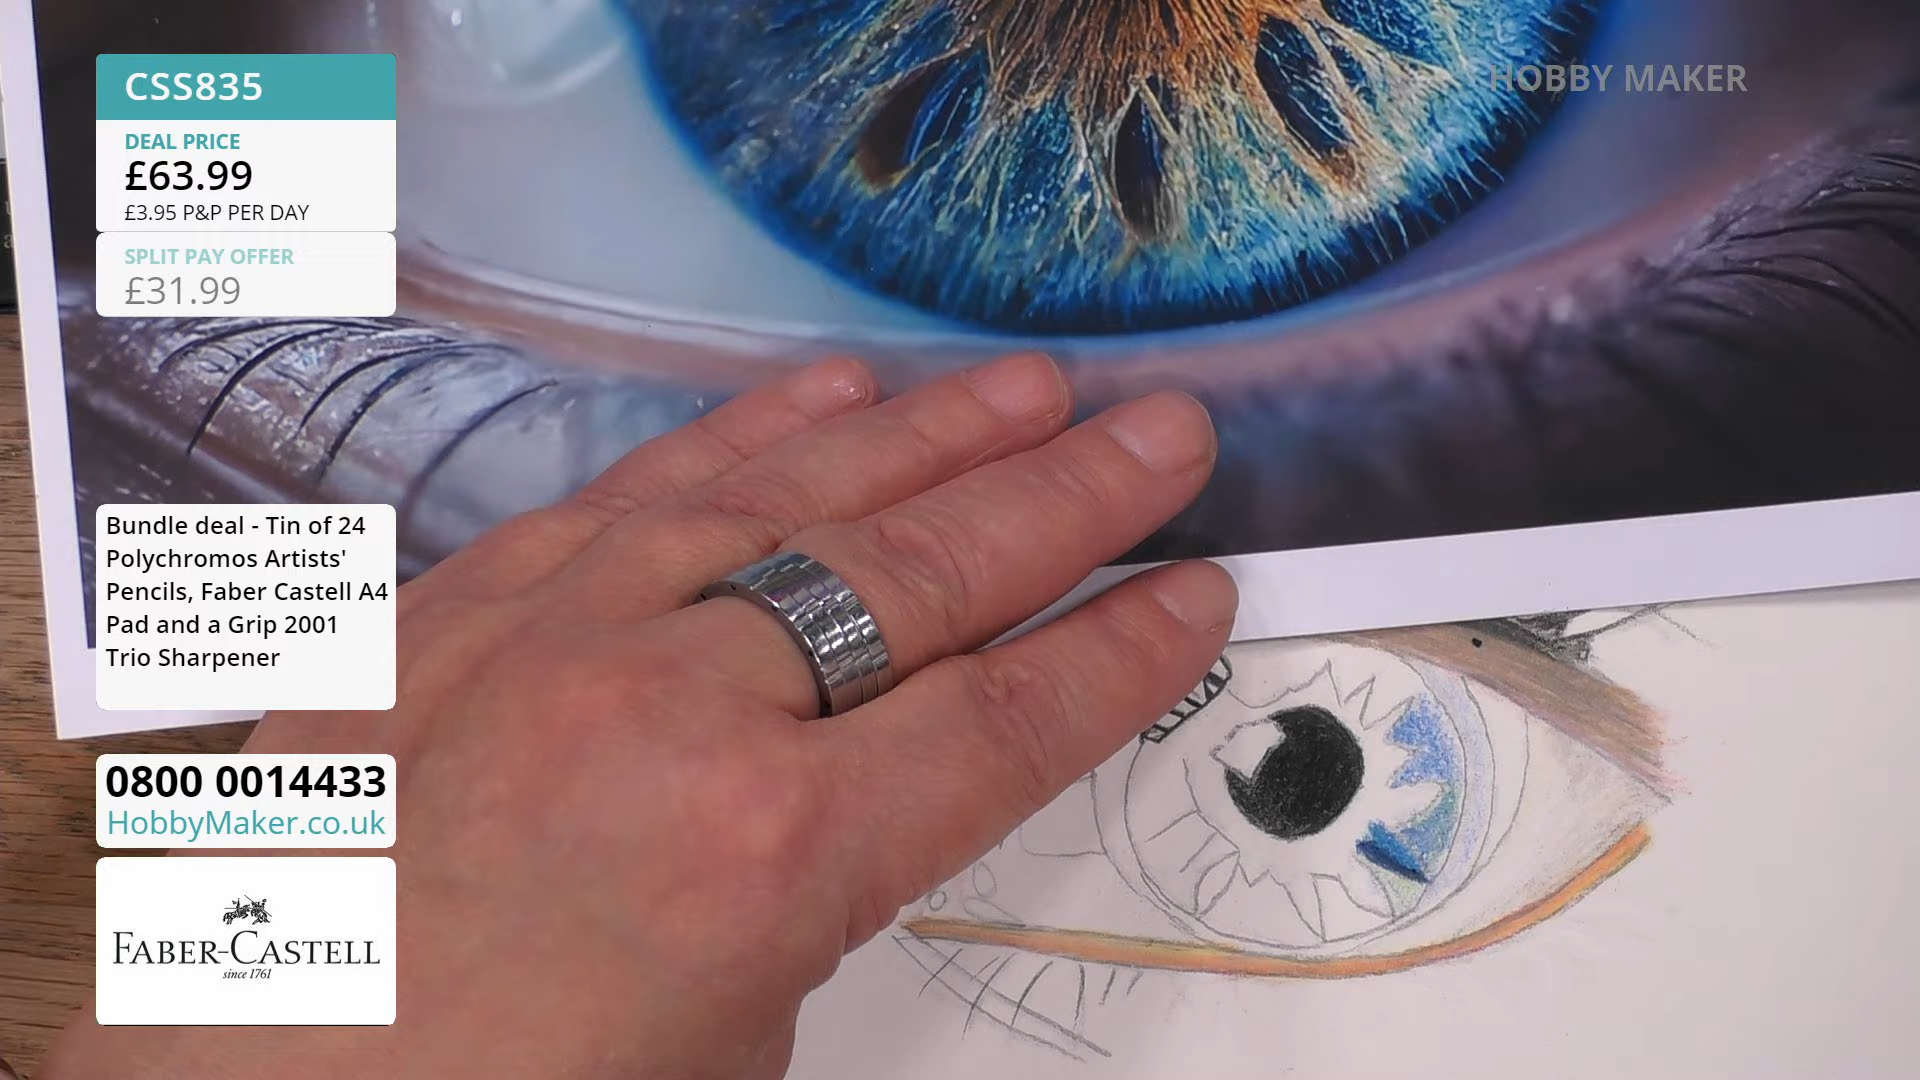 CSS835
DEAL PRICE
£63.99
£3.95 P&P PER DAY
SPLIT PAY OFFER
£31.99
HOBBY MAKER
Bundle deal - Tin of 24
Polychromos Artists'
Pencils, Faber Castell A4
Pad and a Grip 2001
Trio Sharpener
0800 0014433
HobbyMaker.co.uk
FABER-CASTELL
since 1761